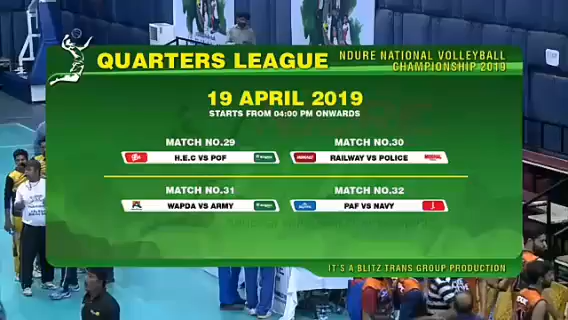 QUARTERS LEAGUE
NDURE NATIONAL VOLLEYBALL
CHAMPIONSHIP 2019
19 APRIL 2019
STARTS FROM 04:00 PM ONWARDS
MATCH NO.29
H.E.C VS POF
MATCH NO.30
RAILWAY VS POLICE
MATCH NO.31
WAPDA VS ARMY
MATCH NO.32
PAF VS NAVY
IT'S A BLITZ TRANS GROUP PRODUCTION